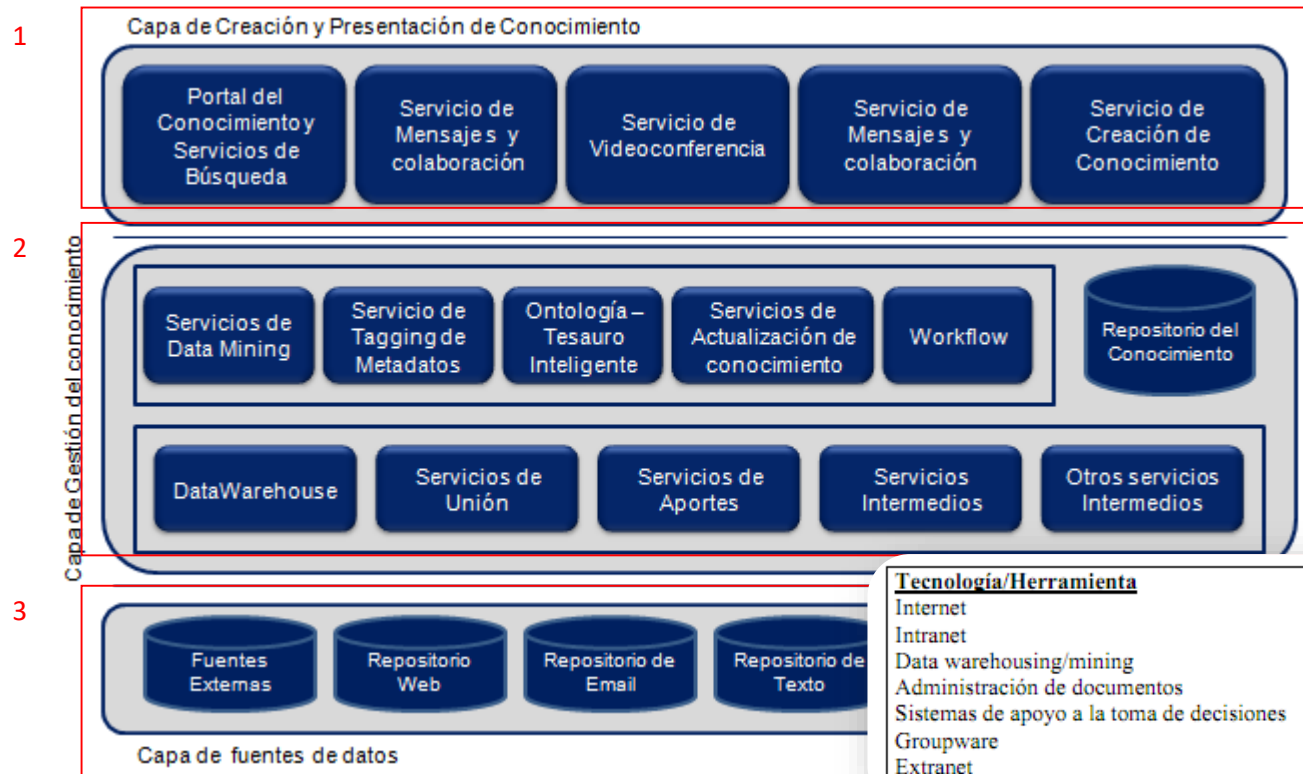 1
Capa de Creación y Presentación de Conocimiento
Portal del
Conocimiento y
Servicios de
Búsqueda
Servicio de
Mensajes y
colaboración
Servicio de
Videoconferencia
Servicio de
Mensajes y
colaboración
Servicio de
Creación de
Conocimiento
2
Capa de Gestión del conocimiento
Servicios de
Data Mining
Servicio de
Tagging de
Metadatos
Ontología –
Tesauro
Inteligente
Servicios de
Actualización de
conocimiento
Workflow
Repositorio del
Conocimiento
DataWarehouse
Servicios de
Unión
Servicios de
Aportes
Servicios
Intermedios
Otros servicios
Intermedios
3
Fuentes
Externas
Repositorio
Web
Repositorio de
Email
Repositorio de
Texto
Capa de fuentes de datos
Tecnología/Herramienta
Internet
Intranet
Data warehousing/mining
Administración de documentos
Sistemas de apoyo a la toma de decisiones
Groupware
Extranet